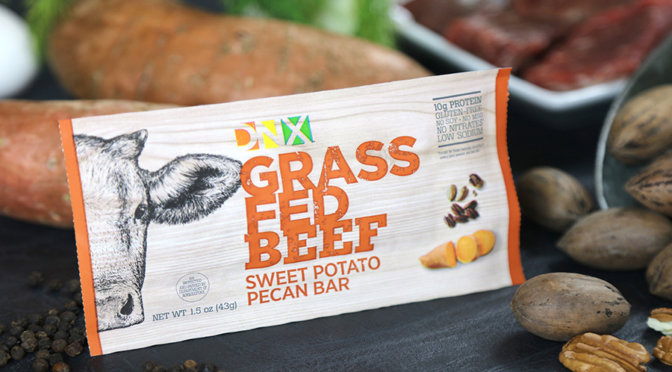 DNX
GRASS
FED
BEEF
SWEET POTATO
PECAN BAR
NET WT 1.5 oz (43g)
10g PROTEIN
GLUTEN-FREE
NO SOY • NO MSG
NO NITRATES
LOW SODIUM